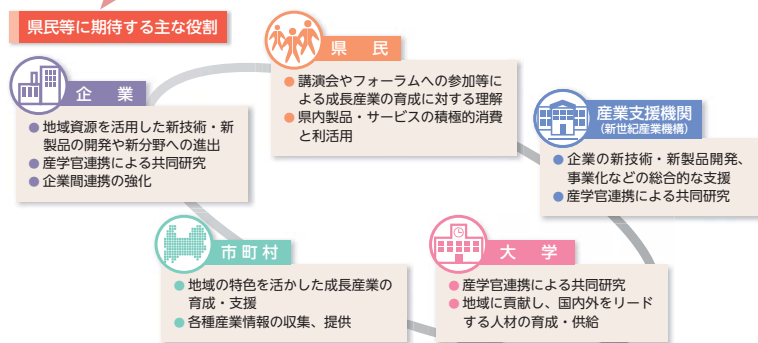 県民等に期待する主な役割
県　民
● 講演会やフォーラムへの参加等に
よる成長産業の育成に対する理解
● 県内製品・サービスの積極的消費
と利活用
企　業
● 地域資源を活用した新技術・新
製品の開発や新分野への進出
● 産学官連携による共同研究
● 企業間連携の強化
産業支援機関
（新世紀産業機構）
● 企業の新技術・新製品開発、
事業化などの総合的な支援
● 産学官連携による共同研究
市町村
● 地域の特色を活かした成長産業の
育成・支援
● 各種産業情報の収集、提供
大　学
● 産学官連携による共同研究
● 地域に貢献し、国内外をリード
する人材の育成・供給